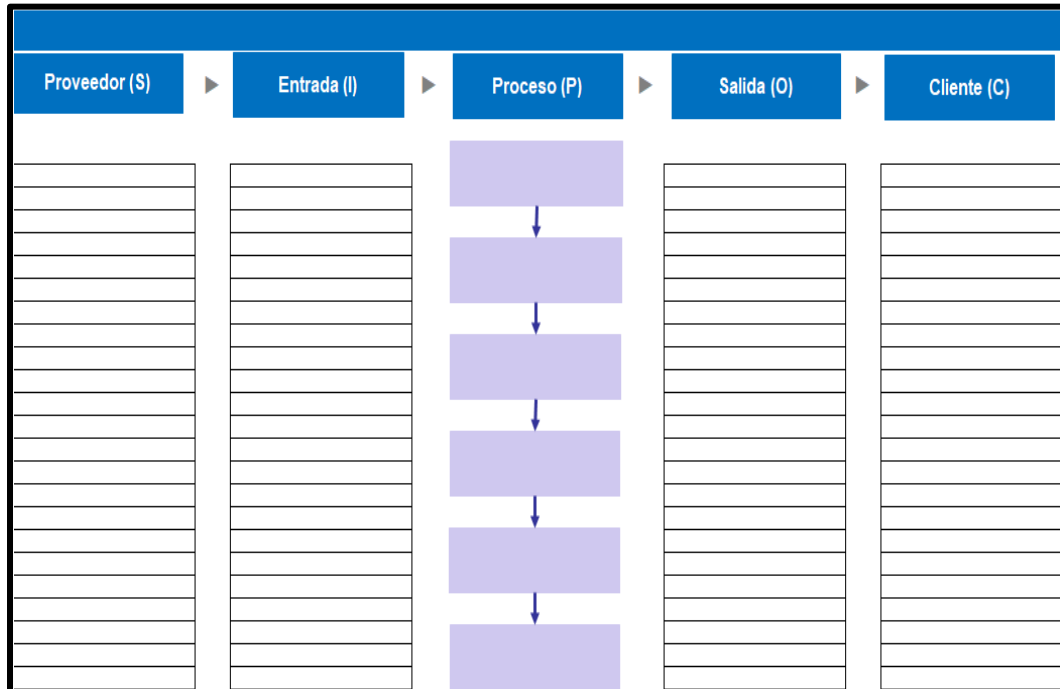 Proveedor (S)
Entrada (I)
Proceso (P)
Salida (O)
Cliente (C)